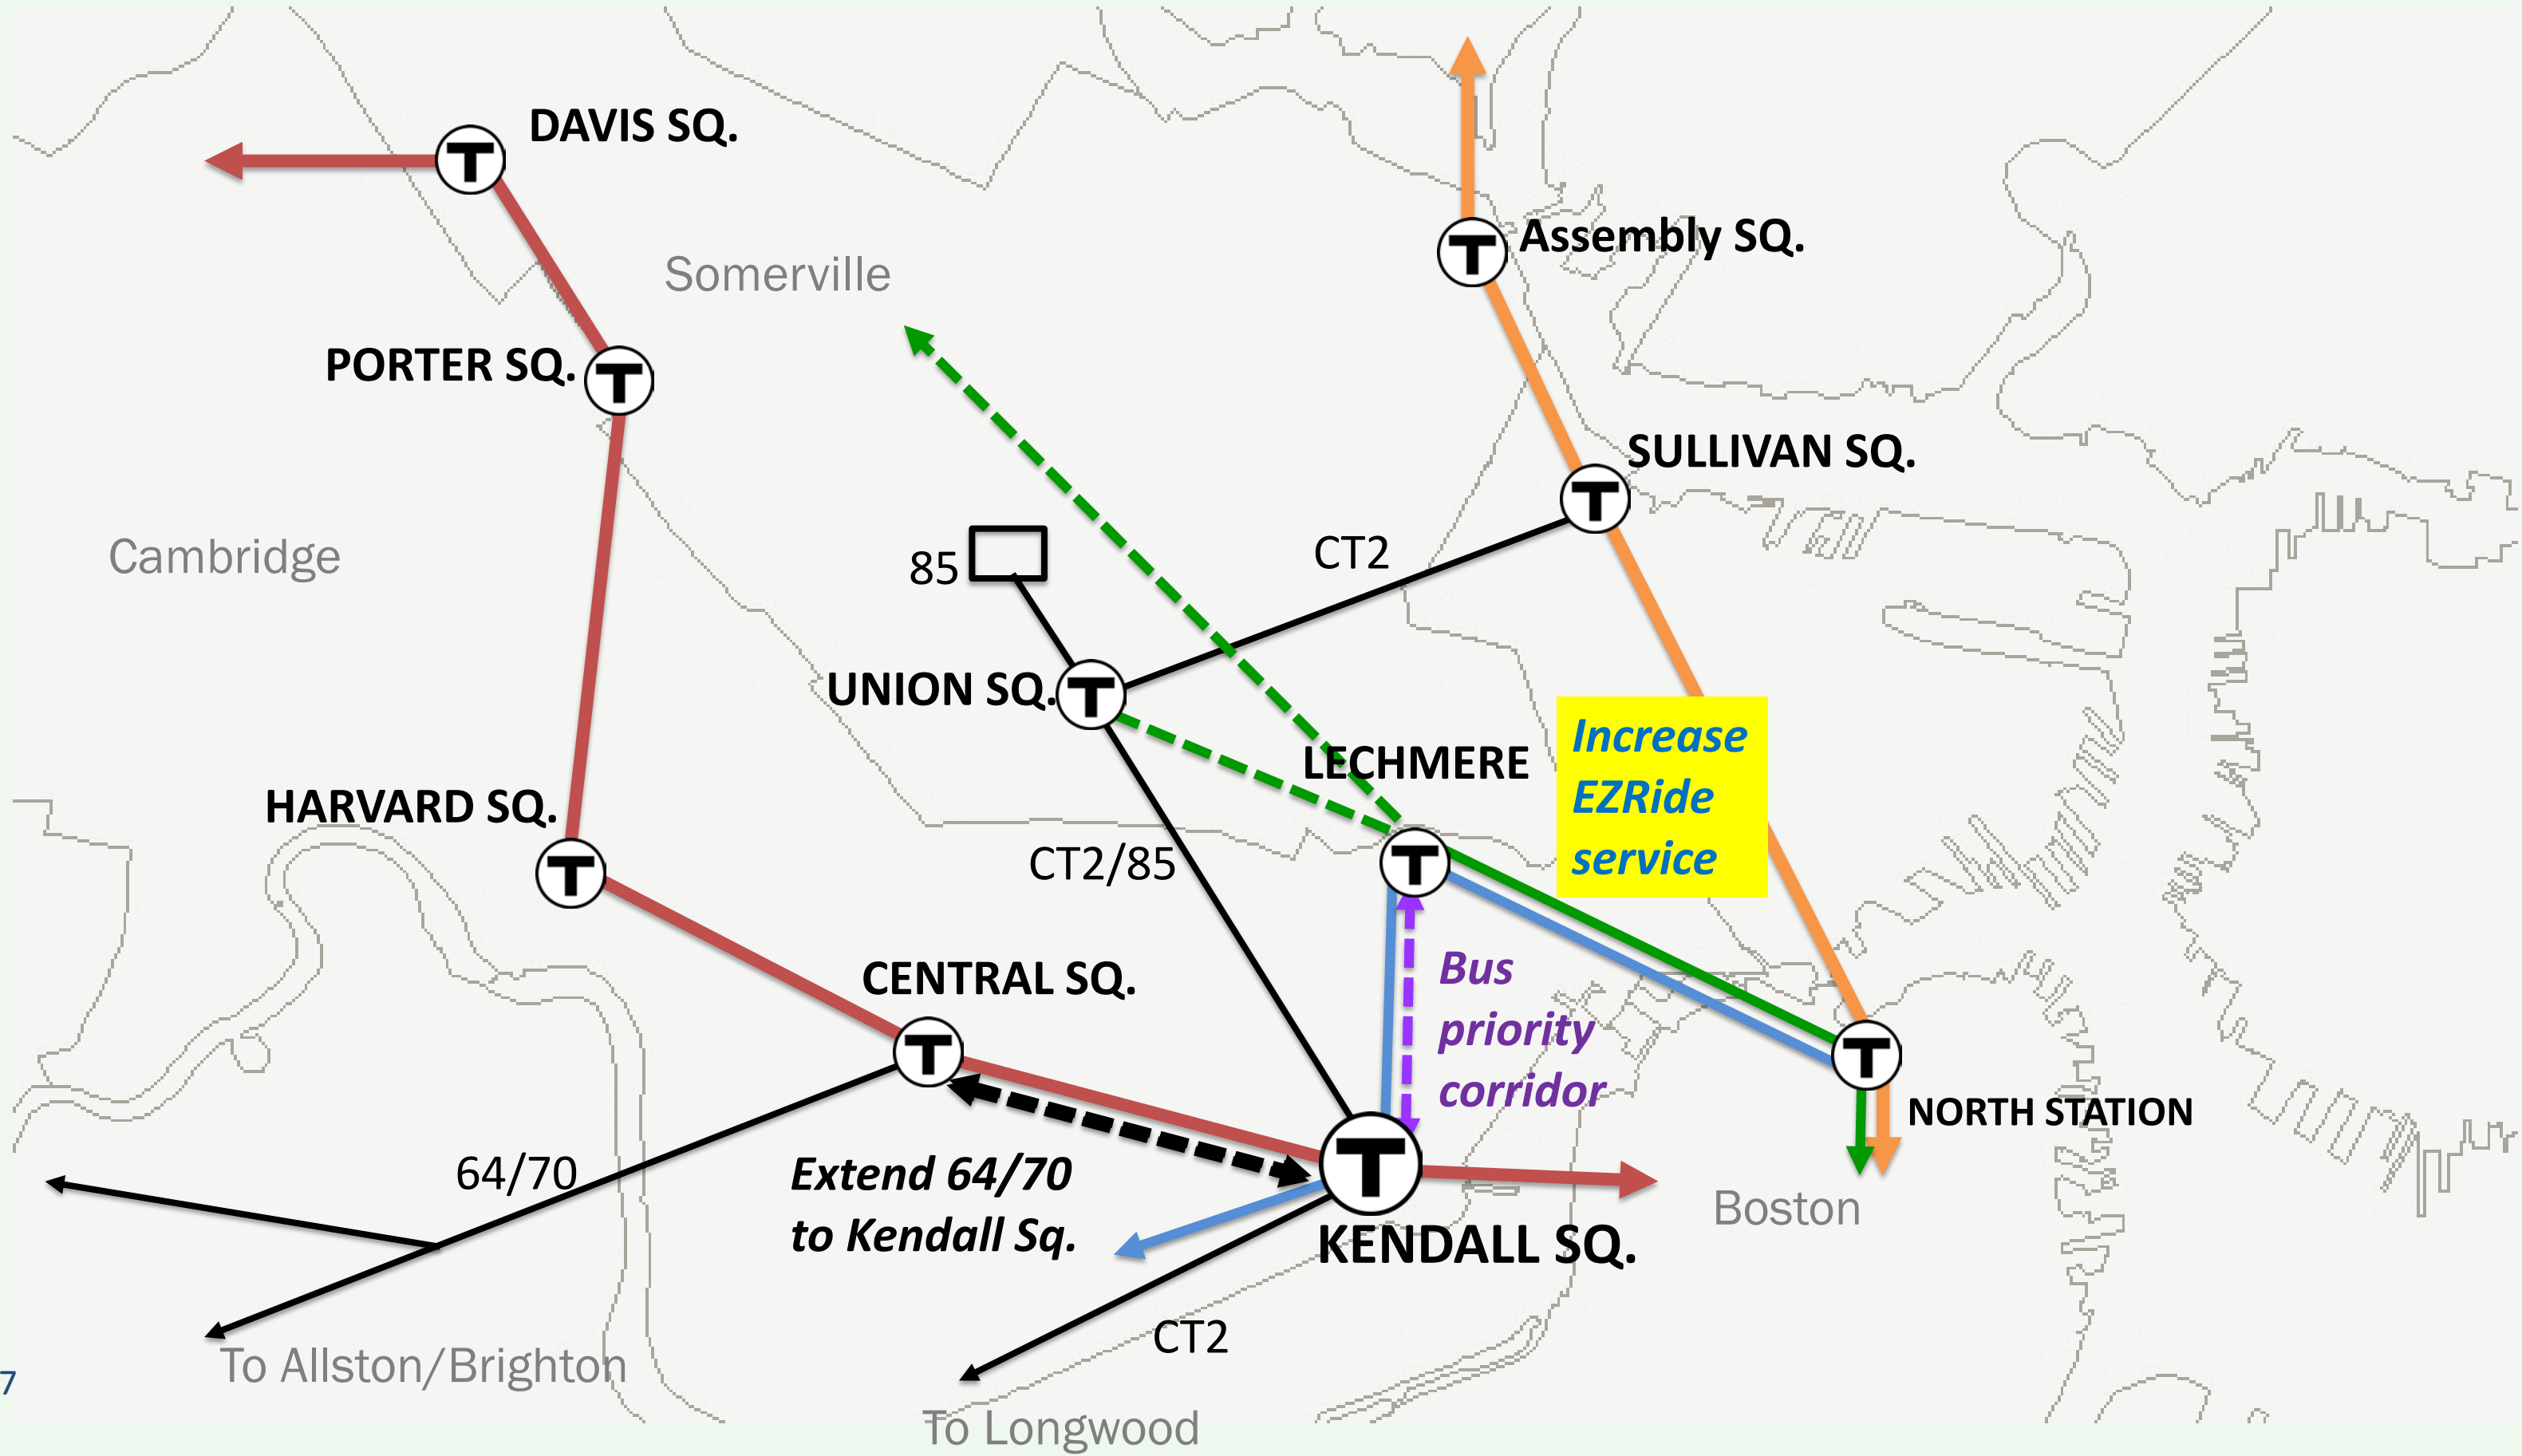 DAVIS SQ.
T
Assembly SQ.
T
Somerville
PORTER SQ.
T
SULLIVAN SQ.
T
Cambridge
85
CT2
UNION SQ.
T
LECHMERE
T
Increase
EZRide
service
HARVARD SQ.
T
CT2/85
CENTRAL SQ.
T
Bus
priority
corridor
T
NORTH STATION
64/70
Extend 64/70
to Kendall Sq.
T
KENDALL SQ.
Boston
To Allston/Brighton
CT2
To Longwood
7